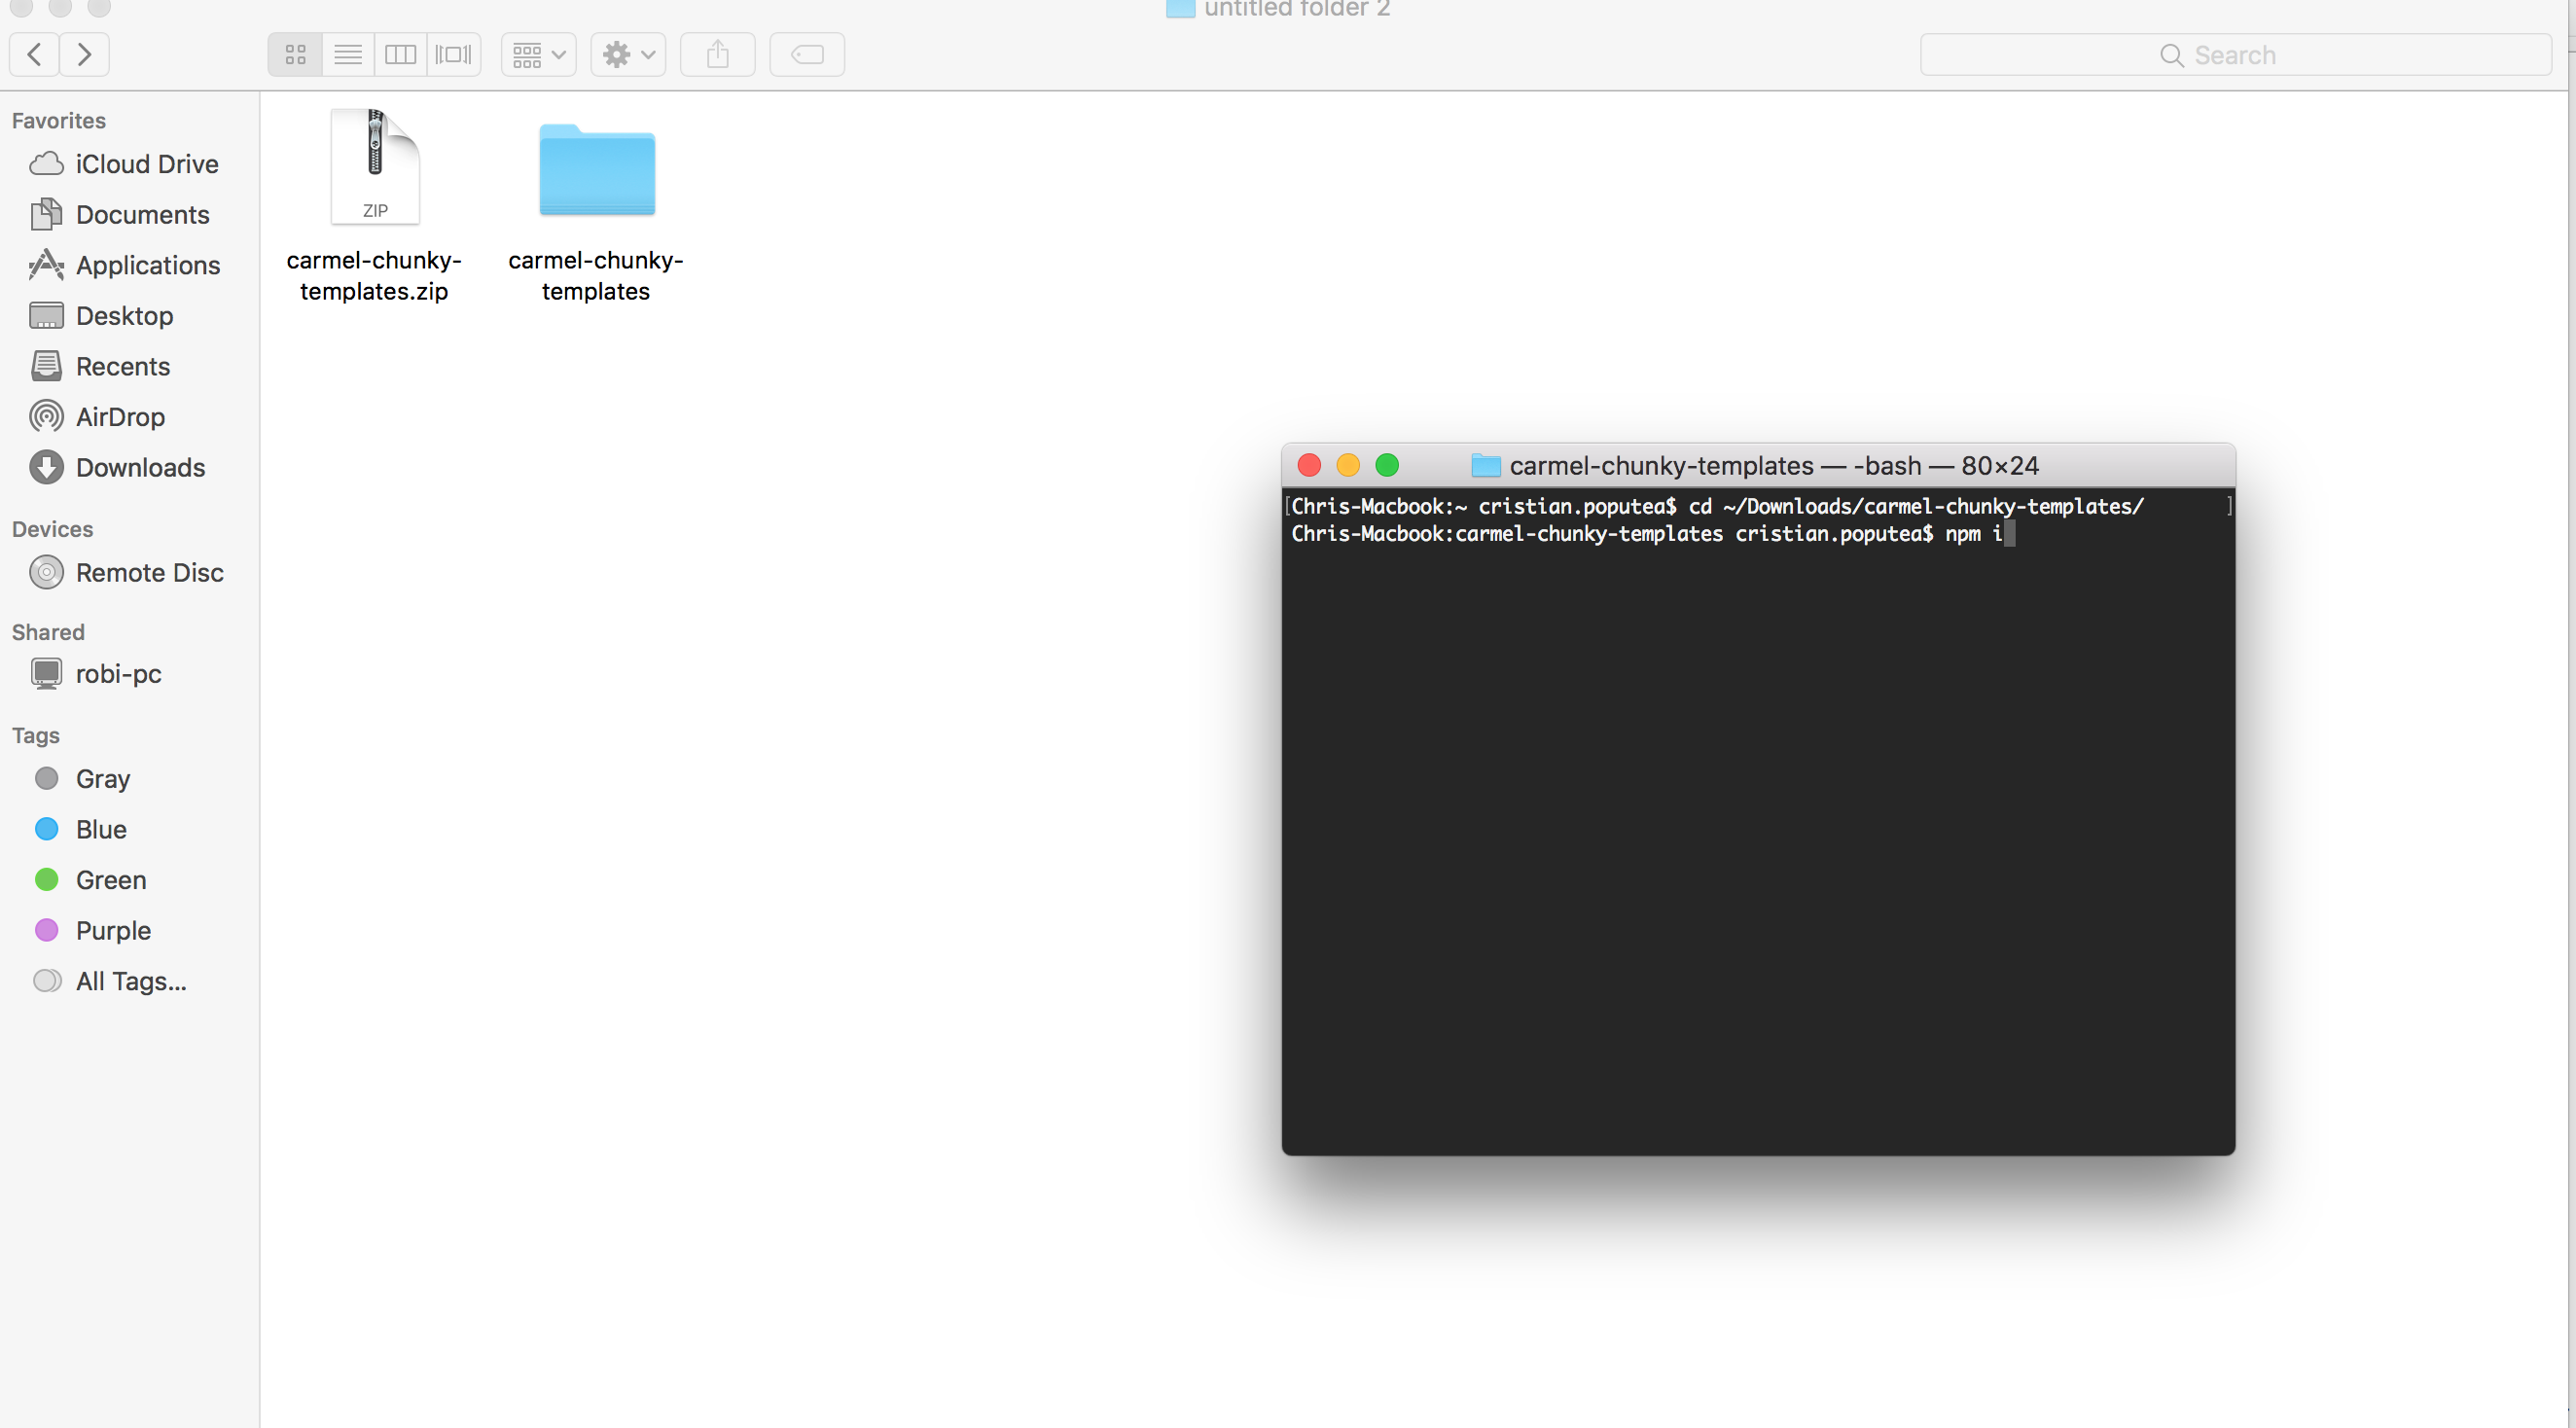 untitled folder 2
Search
Favorites
iCloud Drive
Documents
Applications
Desktop
Recents
AirDrop
Downloads
Devices
Remote Disc
Shared
robi-pc
Tags
Gray
Blue
Green
Purple
All Tags...
ZIP
carmel-chunky-
templates.zip
carmel-chunky-
templates
carmel-chunky-templates — -bash — 80×24
[Chris-Macbook:~ cristian.poputea$ cd ~/Downloads/carmel-chunky-templates/ ]
Chris-Macbook:carmel-chunky-templates cristian.poputea$ npm i